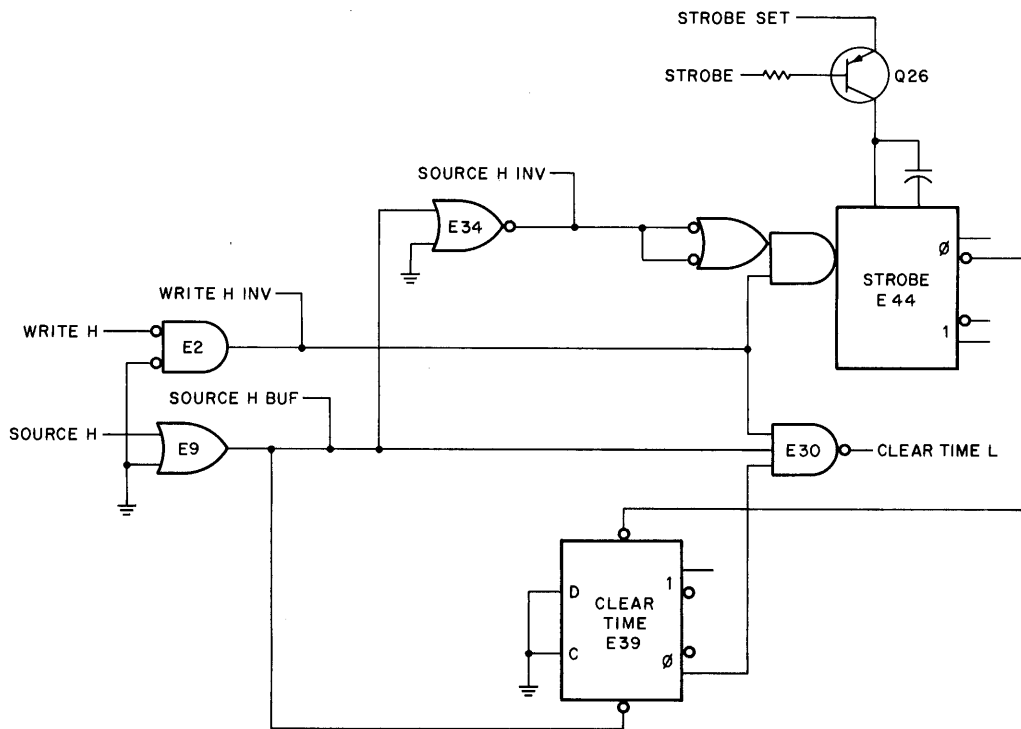 STROBE SET
STROBE
Q26
SOURCE H INV
E34
STROBE
E 44
Ø
1
WRITE H INV
WRITE H
E2
SOURCE H BUF
SOURCE H
E9
E30
CLEAR TIME L
D
C
CLEAR
TIME
E39
1
Ø